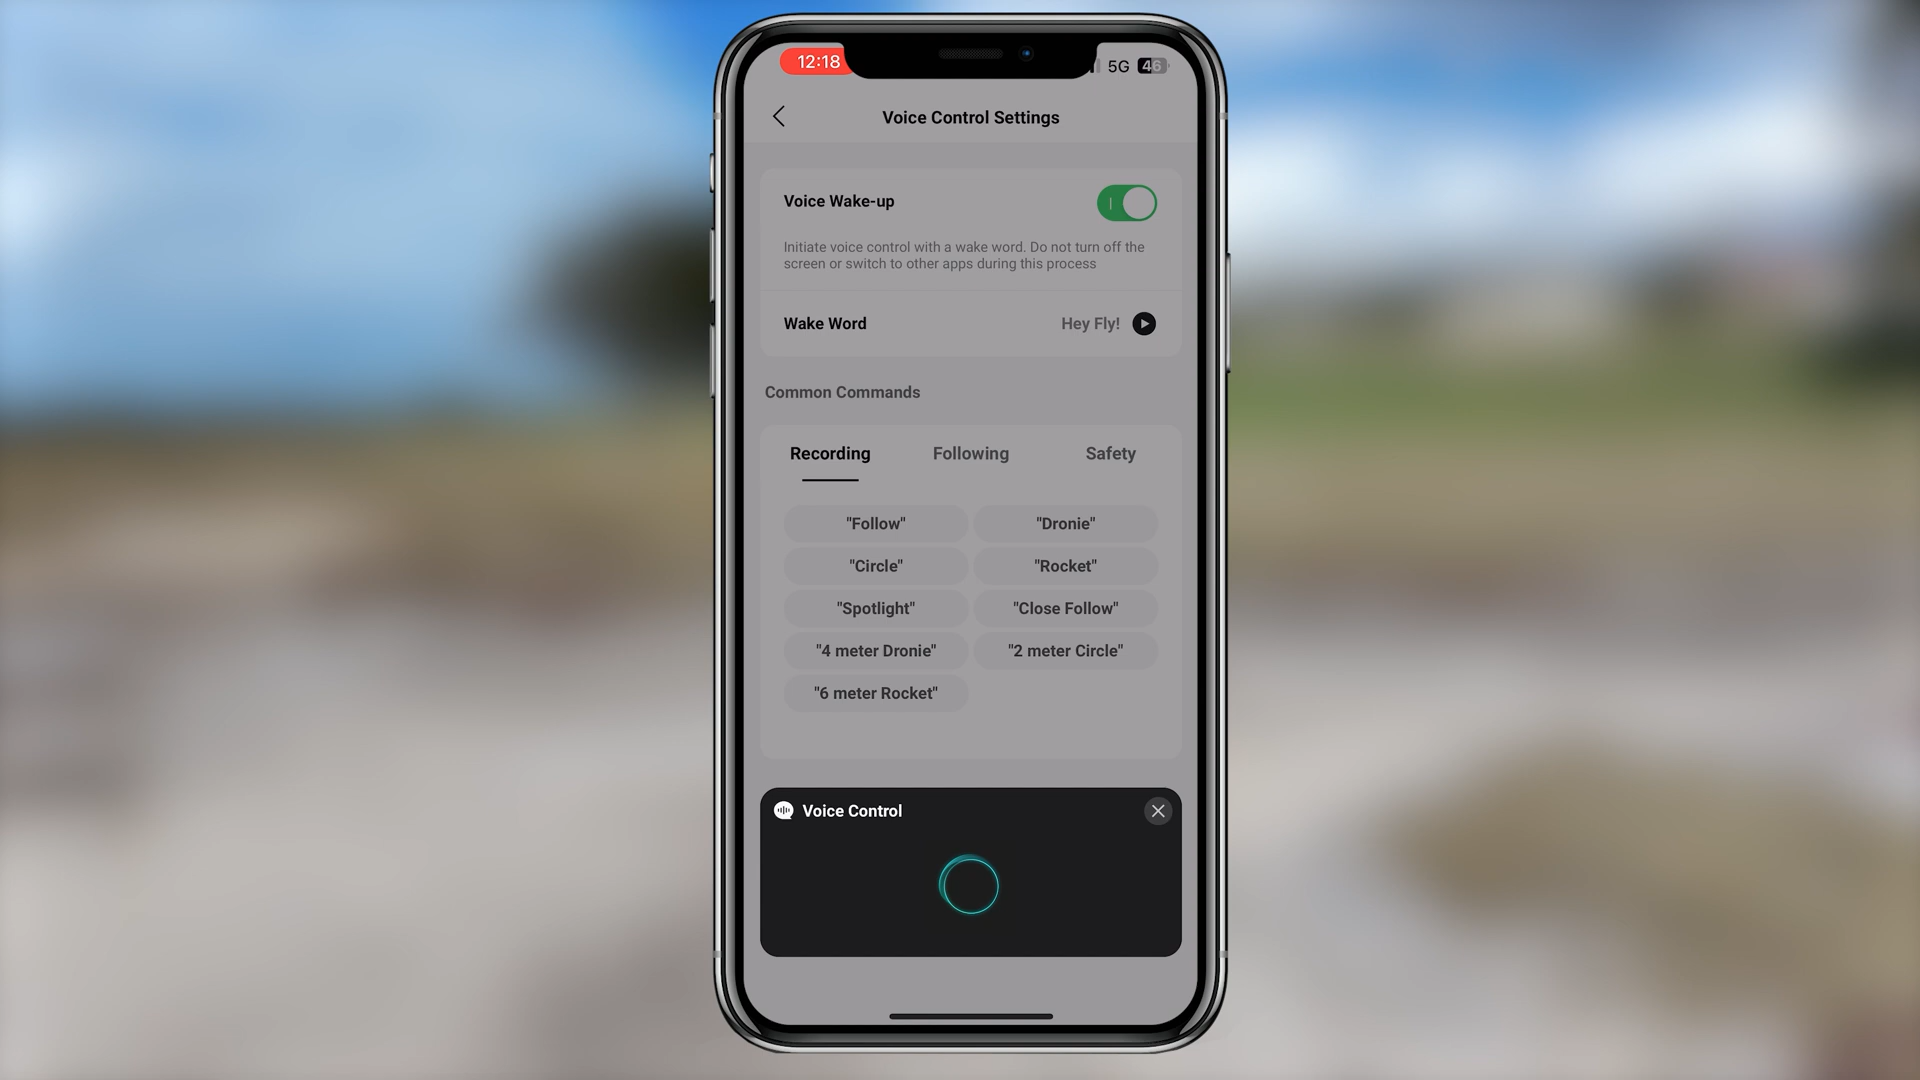 12:18
5G 46
Voice Control Settings
Voice Wake-up
Initiate voice control with a wake word. Do not turn off the
screen or switch to other apps during this process
Wake Word Hey Fly!
Common Commands
Recording Following Safety
"Follow" "Dronie"
"Circle" "Rocket"
"Spotlight" "Close Follow"
"4 meter Dronie" "2 meter Circle"
"6 meter Rocket"
Voice Control